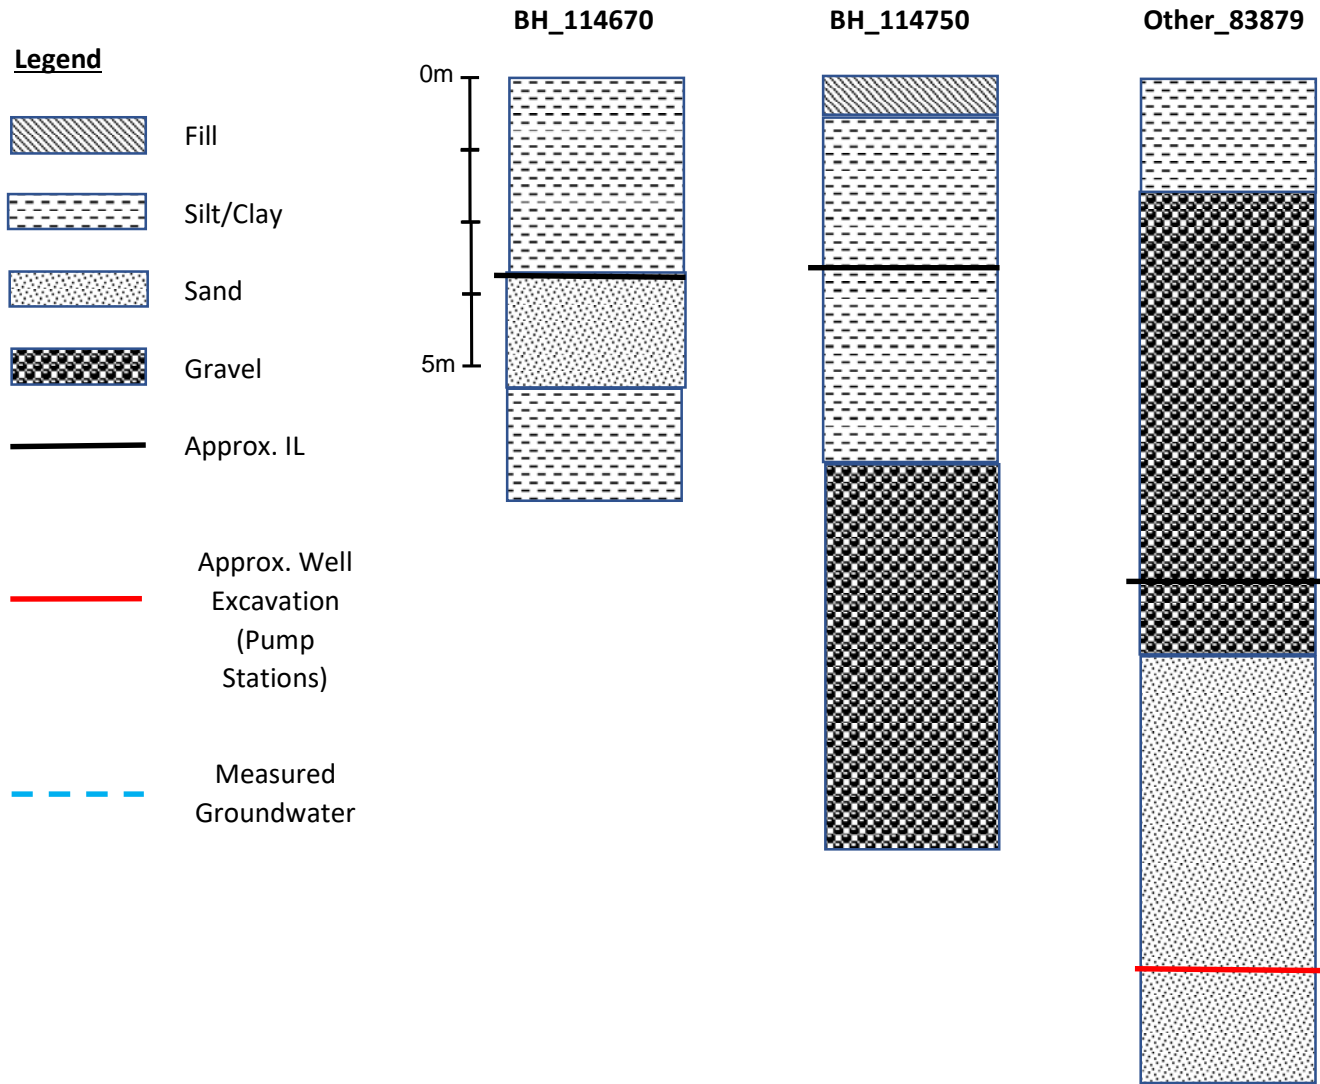 BH_114670
BH_114750
Other_83879
Legend
0m
5m
Fill
Silt/Clay
Sand
Gravel
Approx. IL
Approx. Well
Excavation
(Pump
Stations)
Measured
Groundwater